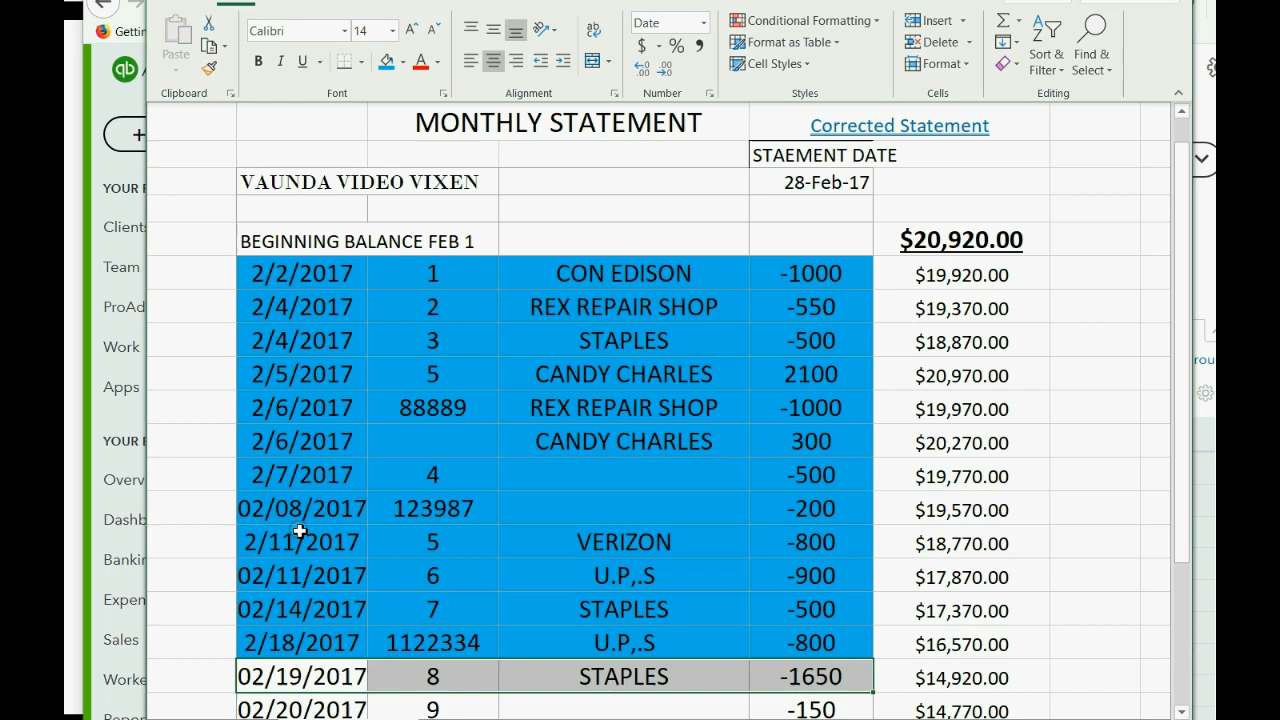 Gettin
Calibri 14
Paste
B I U
Clipboard
Font
Alignment
Date
$ % ,
Number
Conditional Formatting
Format as Table
Cell Styles
Styles
Insert
Delete
Format
Cells
Sort & Filter
Find & Select
Editing
qb
+
YOUR
Clients
Team
ProAd
Work
Apps
YOUR
Overv
Dashb
Bankin
Expen
Sales
Worke
Repor
MONTHLY STATEMENT Corrected Statement
STAEMENT DATE
VAUNDA VIDEO VIXEN 28-Feb-17
BEGINNING BALANCE FEB 1 $20,920.00
2/2/2017 1 CON EDISON -1000 $19,920.00
2/4/2017 2 REX REPAIR SHOP -550 $19,370.00
2/4/2017 3 STAPLES -500 $18,870.00
2/5/2017 5 CANDY CHARLES 2100 $20,970.00
2/6/2017 88889 REX REPAIR SHOP -1000 $19,970.00
2/6/2017 CANDY CHARLES 300 $20,270.00
2/7/2017 4 -500 $19,770.00
02/08/2017 123987 -200 $19,570.00
2/11/2017 5 VERIZON -800 $18,770.00
02/11/2017 6 U.P,.S -900 $17,870.00
02/14/2017 7 STAPLES -500 $17,370.00
2/18/2017 1122334 U.P,.S -800 $16,570.00
02/19/2017 8 STAPLES -1650 $14,920.00
02/20/2017 9 -150 $14,770.00
rou